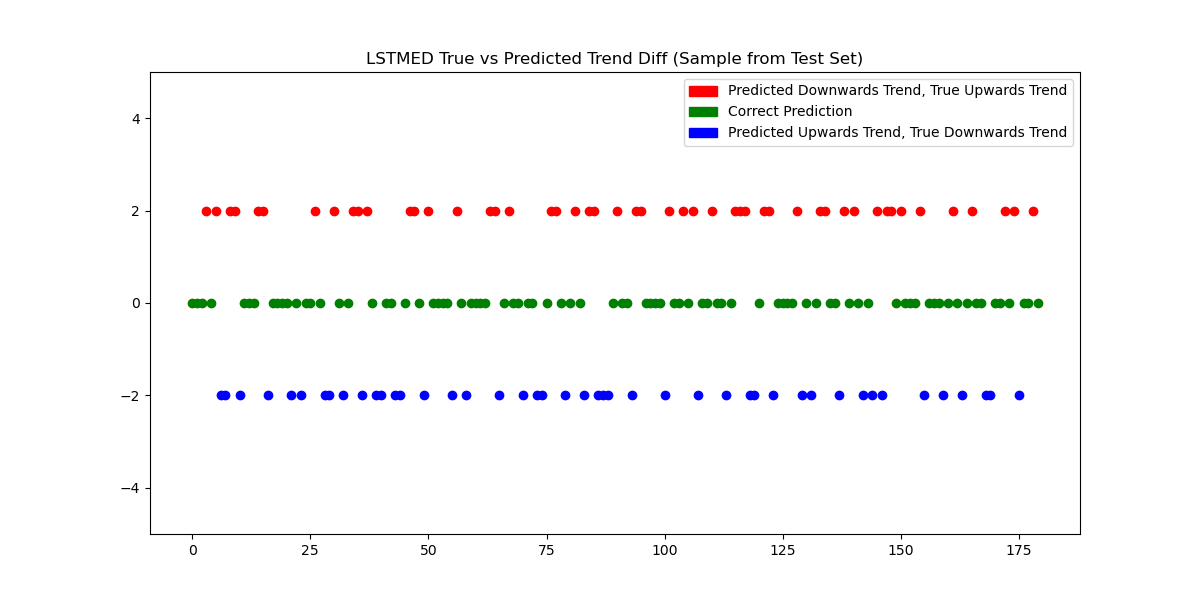 LSTMED True vs Predicted Trend Diff (Sample from Test Set)
Predicted Downwards Trend, True Upwards Trend
Correct Prediction
Predicted Upwards Trend, True Downwards Trend
4
2
0
−2
−4
0 25 50 75 100 125 150 175